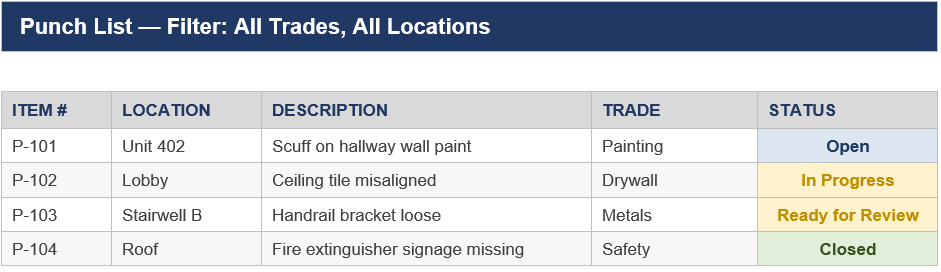 Punch List — Filter: All Trades, All Locations
ITEM # LOCATION DESCRIPTION TRADE STATUS
P-101 Unit 402 Scuff on hallway wall paint Painting Open
P-102 Lobby Ceiling tile misaligned Drywall In Progress
P-103 Stairwell B Handrail bracket loose Metals Ready for Review
P-104 Roof Fire extinguisher signage missing Safety Closed